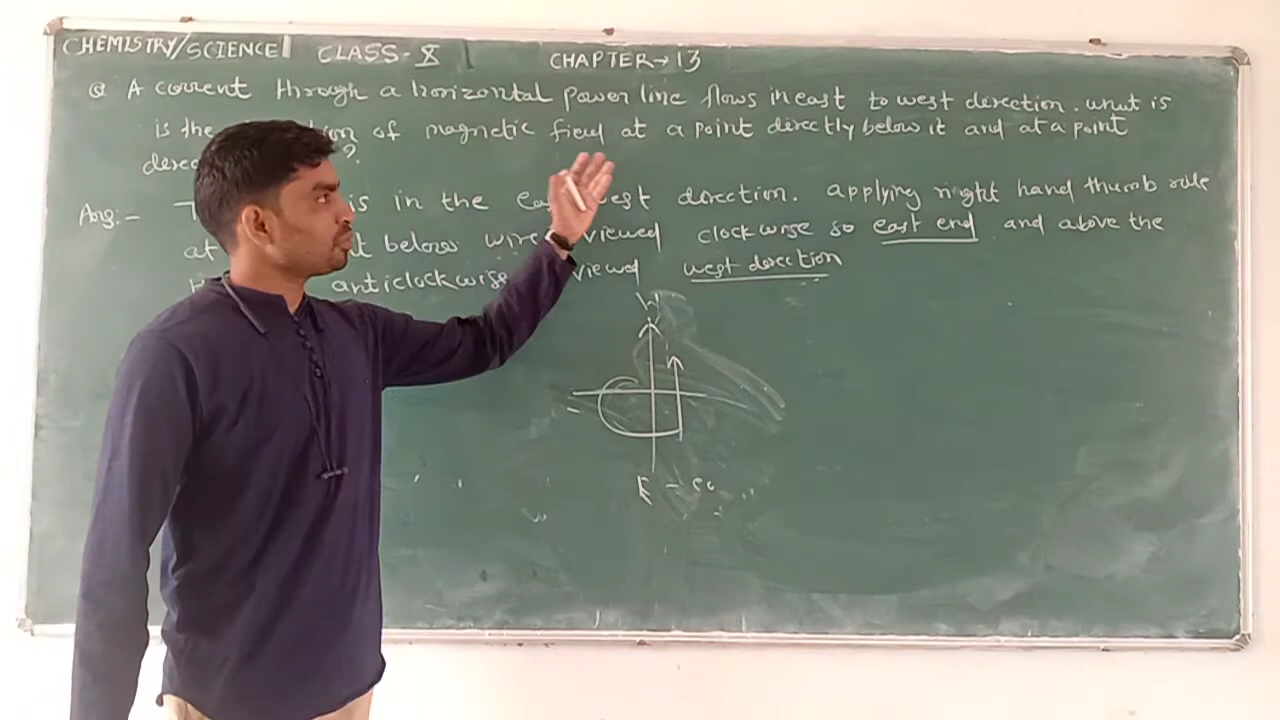 CHEMISTRY/SCIENCE CLASS-X CHAPTER→13
Q A current through a horizontal power line flows in east to west direction. what is
is the of magnetic field at a point directly below it and at a point
direc ?
Ans:- is in the west direction. applying right hand thumb rule
at below wire viewed clockwise so east end and above the
anticlockwise viewed west direction
W
E